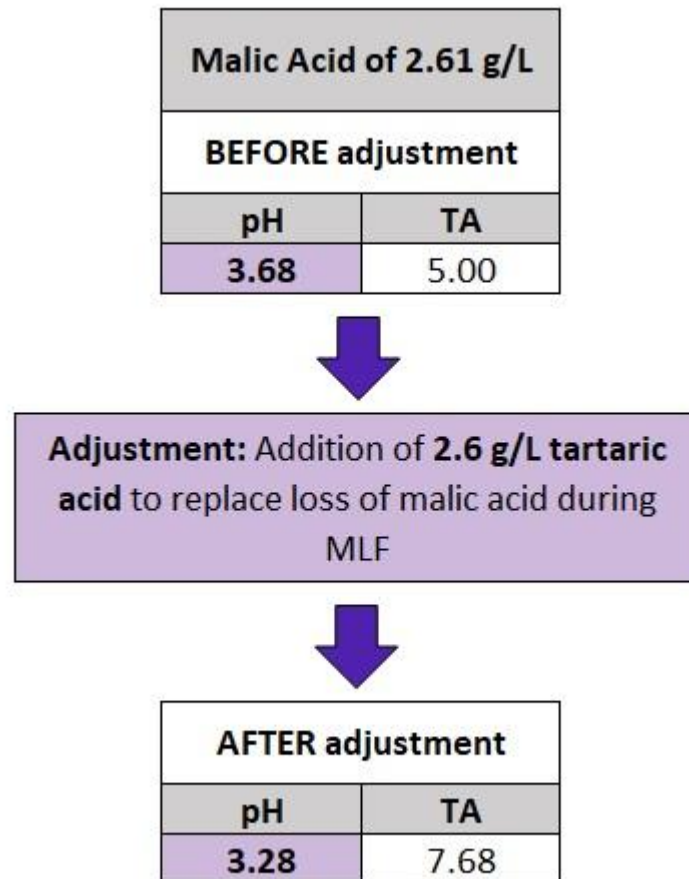 Malic Acid of 2.61 g/L
BEFORE adjustment
pH TA
3.68 5.00
Adjustment: Addition of 2.6 g/L tartaric
acid to replace loss of malic acid during
MLF
AFTER adjustment
pH TA
3.28 7.68